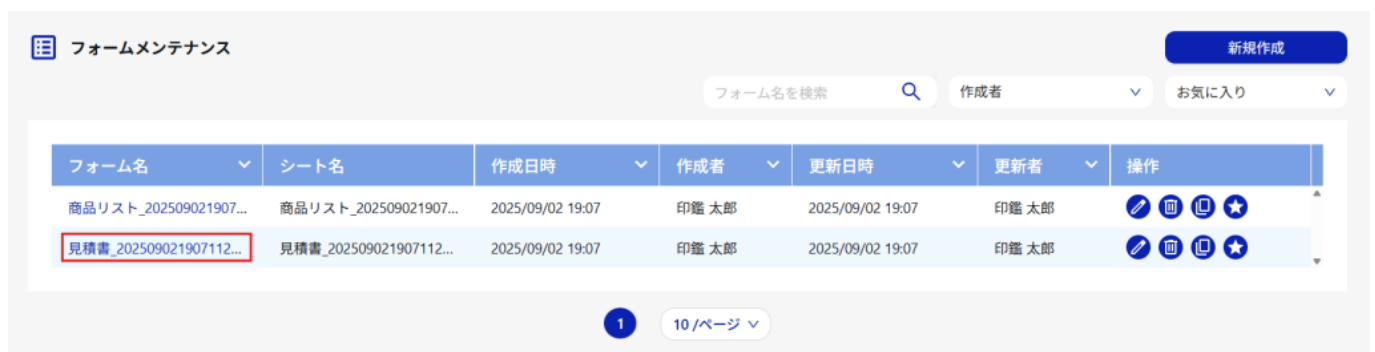 フォームメンテナンス
新規作成
フォーム名を検索 作成者 お気に入り
フォーム名 シート名 作成日時 作成者 更新日時 更新者 操作
商品リスト_202509021907... 商品リスト_202509021907... 2025/09/02 19:07 印鑑 太郎 2025/09/02 19:07 印鑑 太郎
見積書_202509021907112... 見積書_202509021907112... 2025/09/02 19:07 印鑑 太郎 2025/09/02 19:07 印鑑 太郎
1 10 /ページ